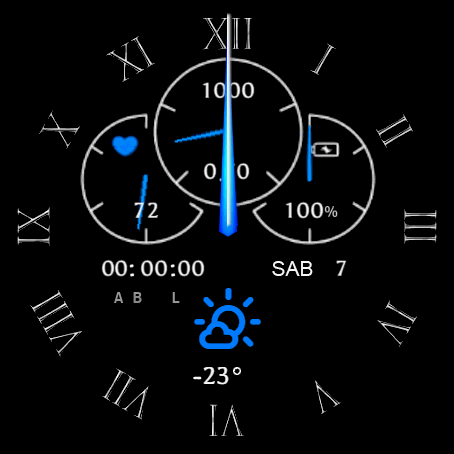 XII
XI
I
1000
X
II
0,50
72
100%
IX
III
00:00:00
SAB 7
A B L
VIII
IV
-23°
VII
V
VI